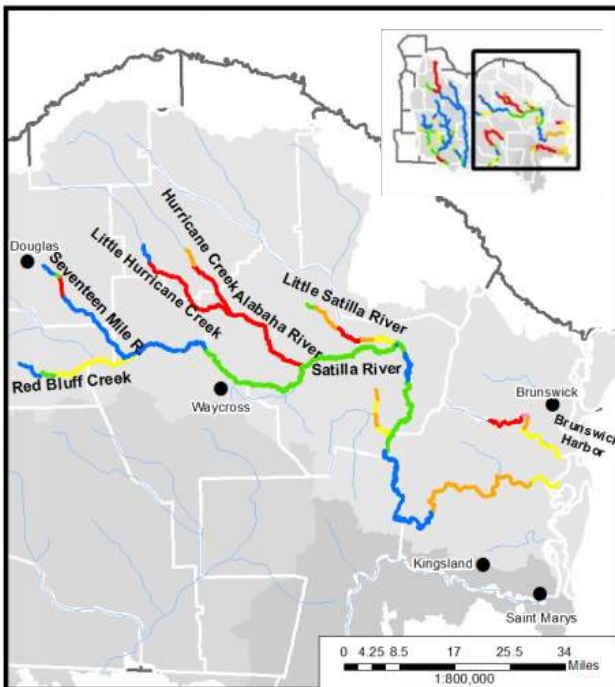 Hurricane Creek
Little Hurricane Creek
Alabaha River
Douglas
Seventeen Mile R.
Little Satilla River
Red Bluff Creek
Waycross
Satilla River
Brunswick
Brunswick
Harbor
Kingsland
Saint Marys
0 4.25 8.5 17 25.5 34
Miles
1:800,000